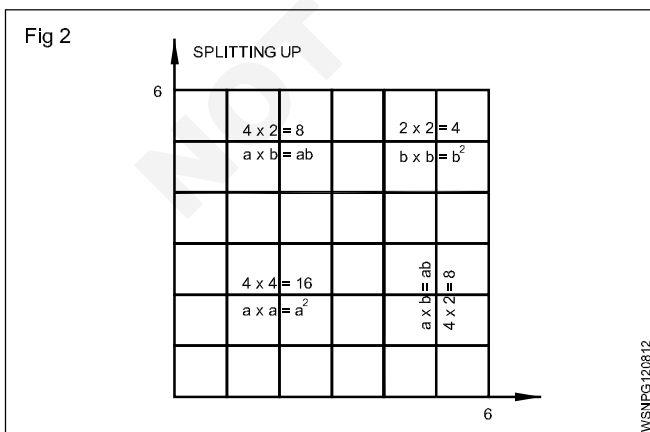 Fig 2
SPLITTING UP
6
4 x 2 = 8
a x b = ab
2 x 2 = 4
b x b = b²
4 x 4 = 16
a x a = a²
a x b = ab
4 x 2 = 8
6
WSNPG120812
NOT